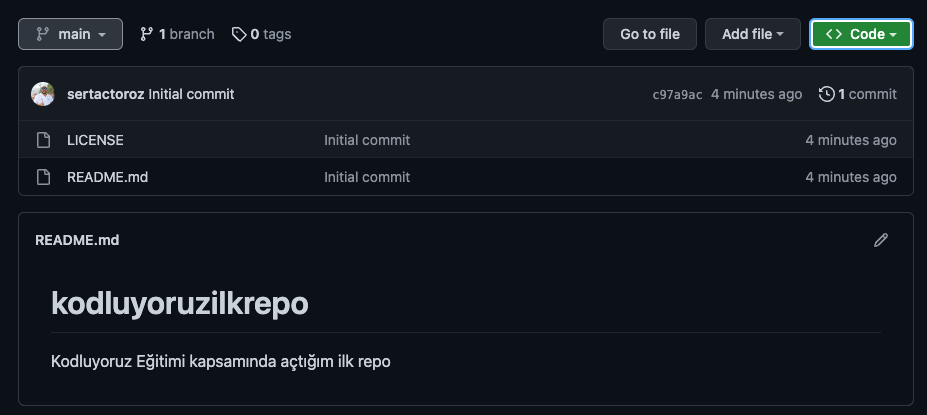 main 1 branch 0 tags Go to file Add file <> Code
sertactoroz Initial commit c97a9ac 4 minutes ago 1 commit
LICENSE Initial commit 4 minutes ago
README.md Initial commit 4 minutes ago
README.md
kodluyoruzilkrepo
Kodluyoruz Eğitimi kapsamında açtığım ilk repo